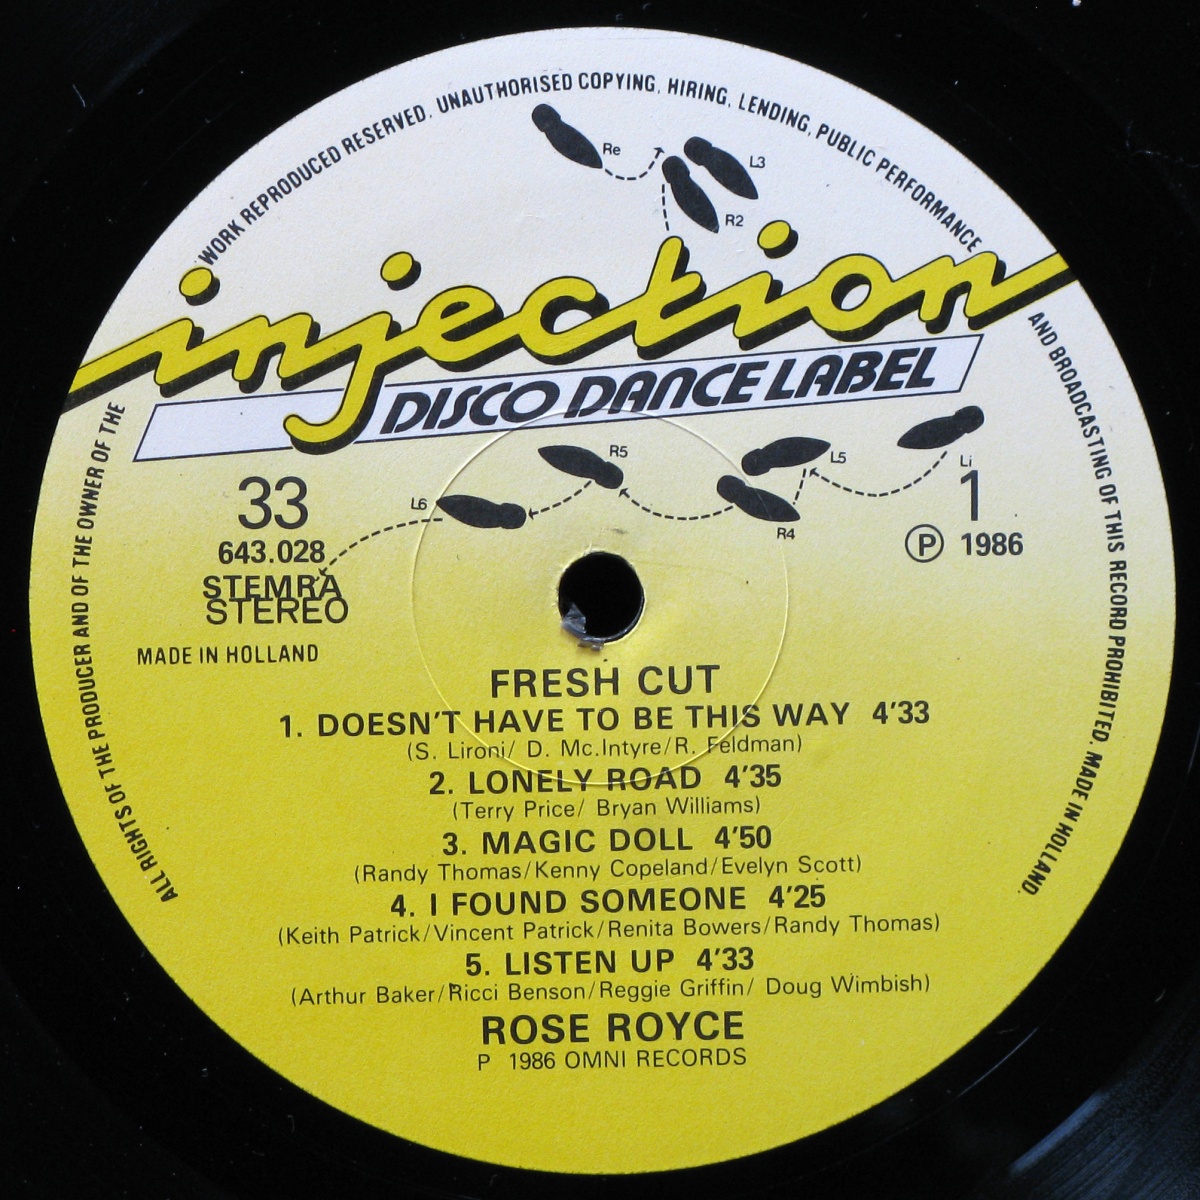 WORK REPRODUCED RESERVED. UNAUTHORISED COPYING, HIRING, LENDING, PUBLIC PERFORMANCE
AND BROADCASTING OF THIS RECORD PROHIBITED. MADE IN HOLLAND.
ALL RIGHTS OF THE PRODUCER AND OF THE OWNER OF THE
Re
L3
R2
injection
DISCO DANCE LABEL
R5
L5
Li
L6
R4
33
1
643.028
P 1986
STEMRA
STEREO
MADE IN HOLLAND
FRESH CUT
1. DOESN'T HAVE TO BE THIS WAY 4'33
(S. Lironi/ D. Mc.Intyre/R. Feldman)
2. LONELY ROAD 4'35
(Terry Price/ Bryan Williams)
3. MAGIC DOLL 4'50
(Randy Thomas/Kenny Copeland/Evelyn Scott)
4. I FOUND SOMEONE 4'25
(Keith Patrick/Vincent Patrick/Renita Bowers/Randy Thomas)
5. LISTEN UP 4'33
(Arthur Baker/Ricci Benson/Reggie Griffin/ Doug Wimbish)
ROSE ROYCE
P 1986 OMNI RECORDS